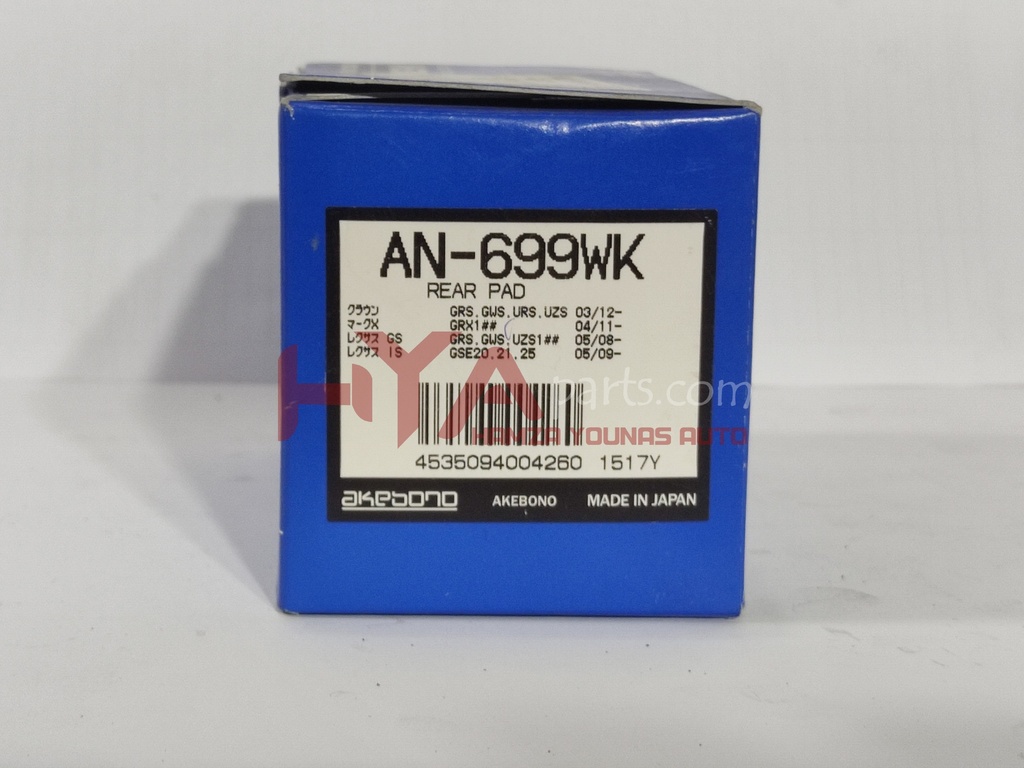 AN-699WK
REAR PAD
クラウン GRS.GWS.URS.UZS 03/12-
マークX GRX1## 04/11-
レクサス GS GRS.GWS.UZS1## 05/08-
レクサス IS GSE20.21.25 05/09-
HYAparts.com
HAMZA YOUNAS AUTO
4535094004260 1517Y
akebono AKEBONO MADE IN JAPAN